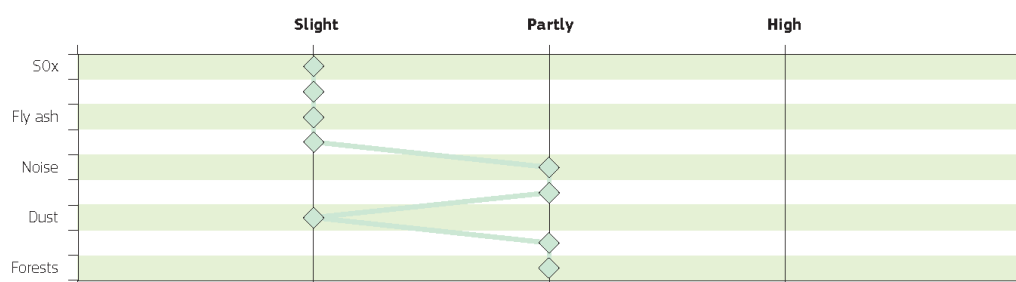 Slight Partly High
SOx
Fly ash
Noise
Dust
Forests